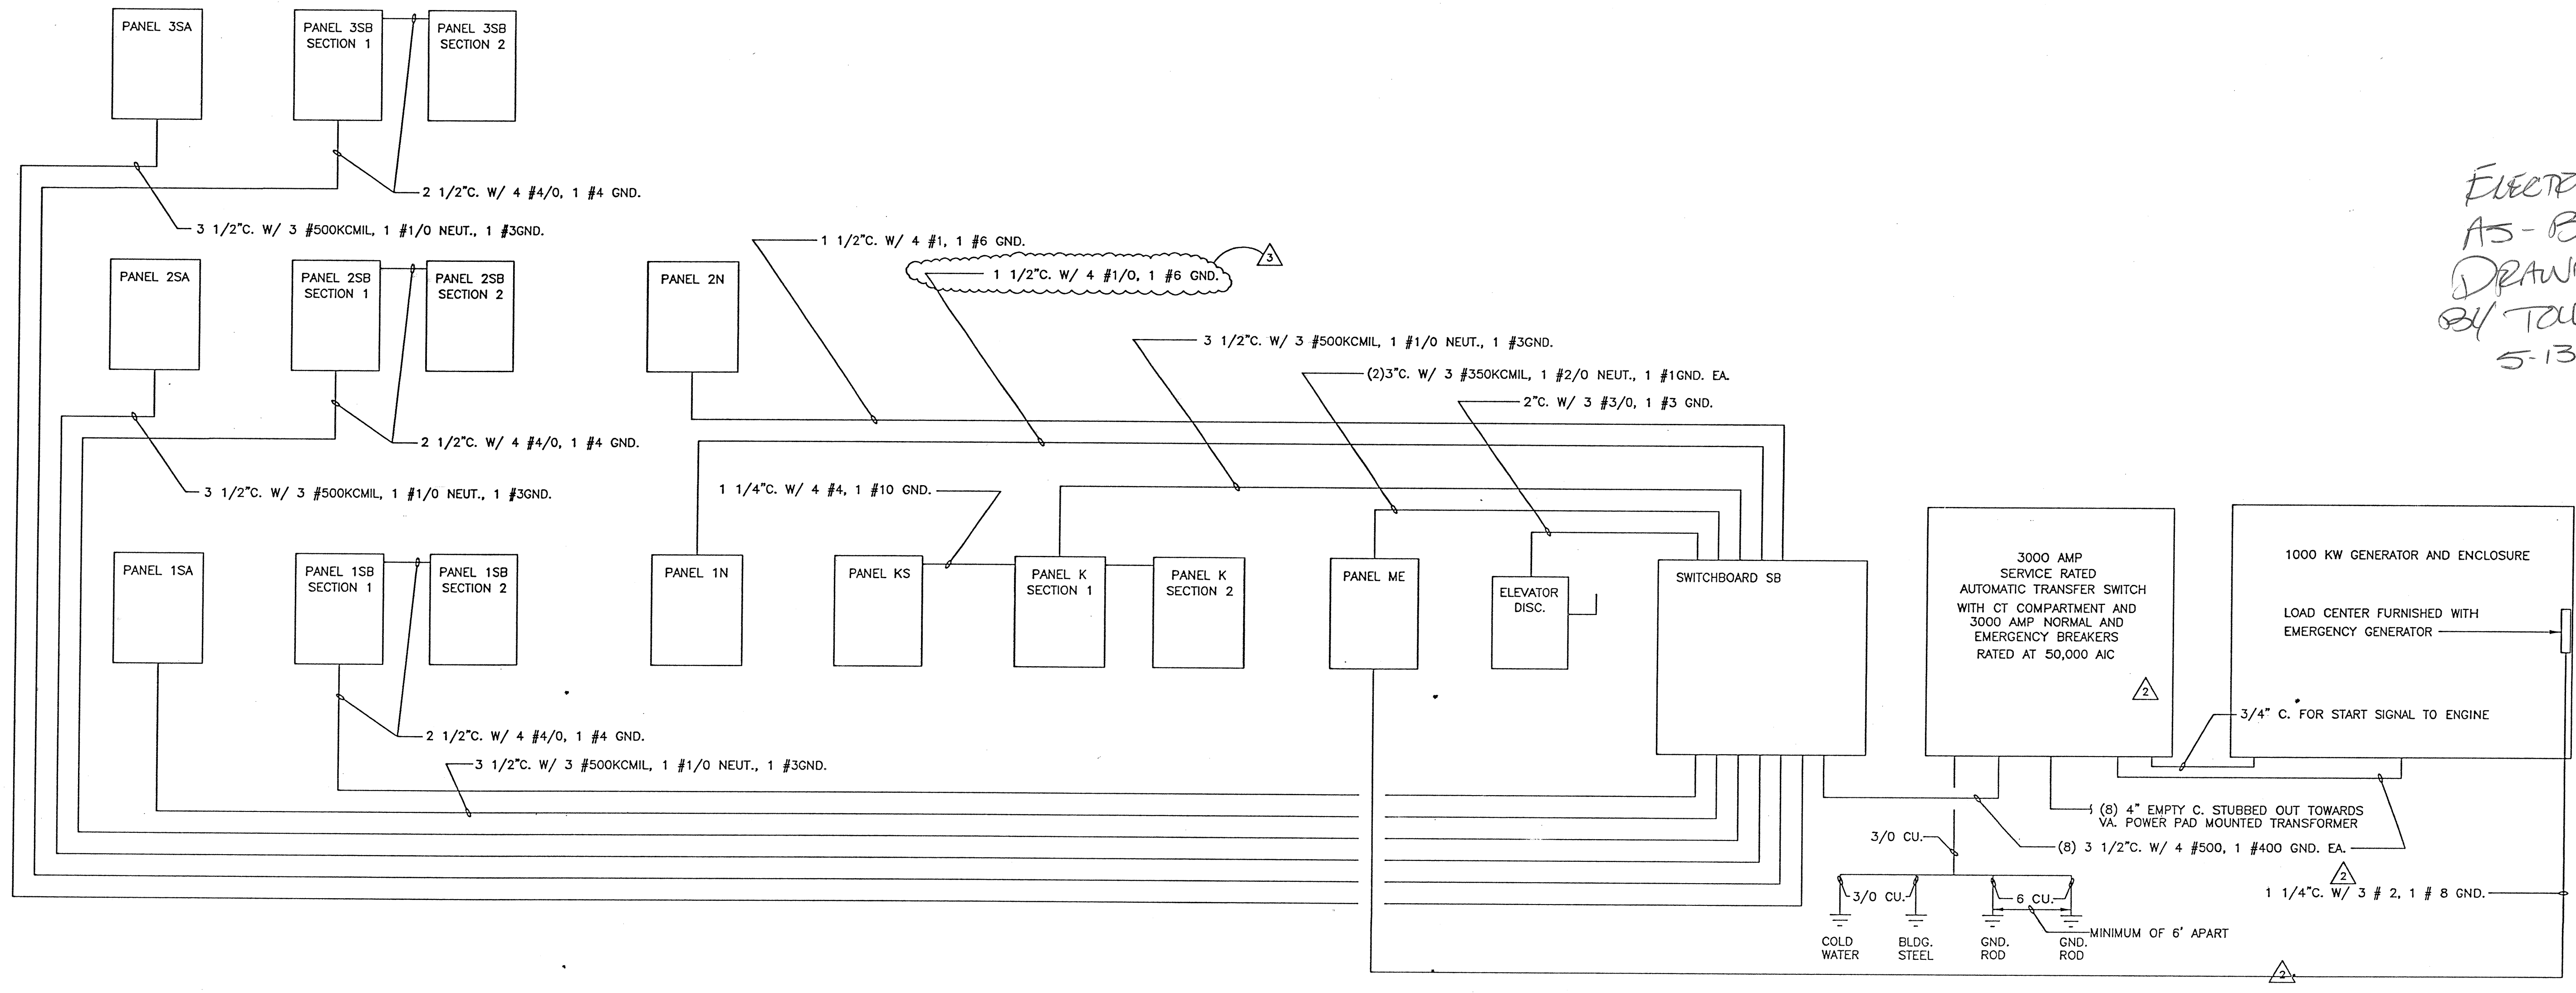 PANEL 3SA
PANEL 3SB
SECTION 1
PANEL 3SB
SECTION 2
2 1/2"C. W/ 4 #4/0, 1 #4 GND.
3 1/2"C. W/ 3 #500KCMIL, 1 #1/0 NEUT., 1 #3GND.
PANEL 2SA
PANEL 2SB
SECTION 1
PANEL 2SB
SECTION 2
PANEL 2N
1 1/2"C. W/ 4 #1, 1 #6 GND.
1 1/2"C. W/ 4 #1/0, 1 #6 GND.
3
3 1/2"C. W/ 3 #500KCMIL, 1 #1/0 NEUT., 1 #3GND.
(2)3"C. W/ 3 #350KCMIL, 1 #2/0 NEUT., 1 #1GND. EA.
2"C. W/ 3 #3/0, 1 #3 GND.
2 1/2"C. W/ 4 #4/0, 1 #4 GND.
3 1/2"C. W/ 3 #500KCMIL, 1 #1/0 NEUT., 1 #3GND.
1 1/4"C. W/ 4 #4, 1 #10 GND.
PANEL 1SA
PANEL 1SB
SECTION 1
PANEL 1SB
SECTION 2
PANEL 1N
PANEL KS
PANEL K
SECTION 1
PANEL K
SECTION 2
PANEL ME
ELEVATOR
DISC.
SWITCHBOARD SB
3000 AMP
SERVICE RATED
AUTOMATIC TRANSFER SWITCH
WITH CT COMPARTMENT AND
3000 AMP NORMAL AND
EMERGENCY BREAKERS
RATED AT 50,000 AIC
2
1000 KW GENERATOR AND ENCLOSURE
LOAD CENTER FURNISHED WITH
EMERGENCY GENERATOR
3/4" C. FOR START SIGNAL TO ENGINE
2 1/2"C. W/ 4 #4/0, 1 #4 GND.
3 1/2"C. W/ 3 #500KCMIL, 1 #1/0 NEUT., 1 #3GND.
(8) 4" EMPTY C. STUBBED OUT TOWARDS
VA. POWER PAD MOUNTED TRANSFORMER
3/0 CU.
(8) 3 1/2"C. W/ 4 #500, 1 #400 GND. EA.
2
1 1/4"C. W/ 3 # 2, 1 # 8 GND.
3/0 CU.
6 CU.
MINIMUM OF 6' APART
COLD
WATER
BLDG.
STEEL
GND.
ROD
GND.
ROD
2
AS-
BY
5-13